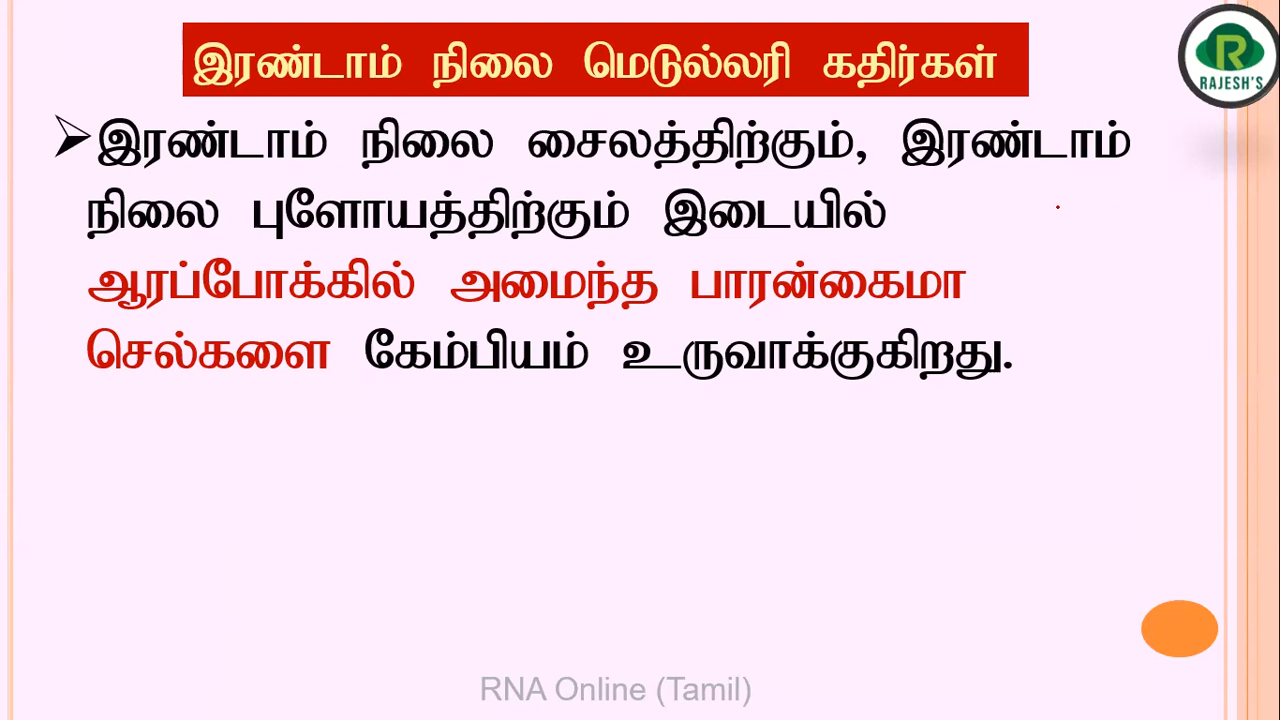 இரண்டாம் நிலை மெடுல்லரி கதிர்கள்
R
RAJESH'S
➢இரண்டாம் நிலை சைலத்திற்கும், இரண்டாம்
நிலை புளோயத்திற்கும் இடையில்
ஆரப்போக்கில் அமைந்த பாரன்கைமா
செல்களை கேம்பியம் உருவாக்குகிறது.
RNA Online (Tamil)